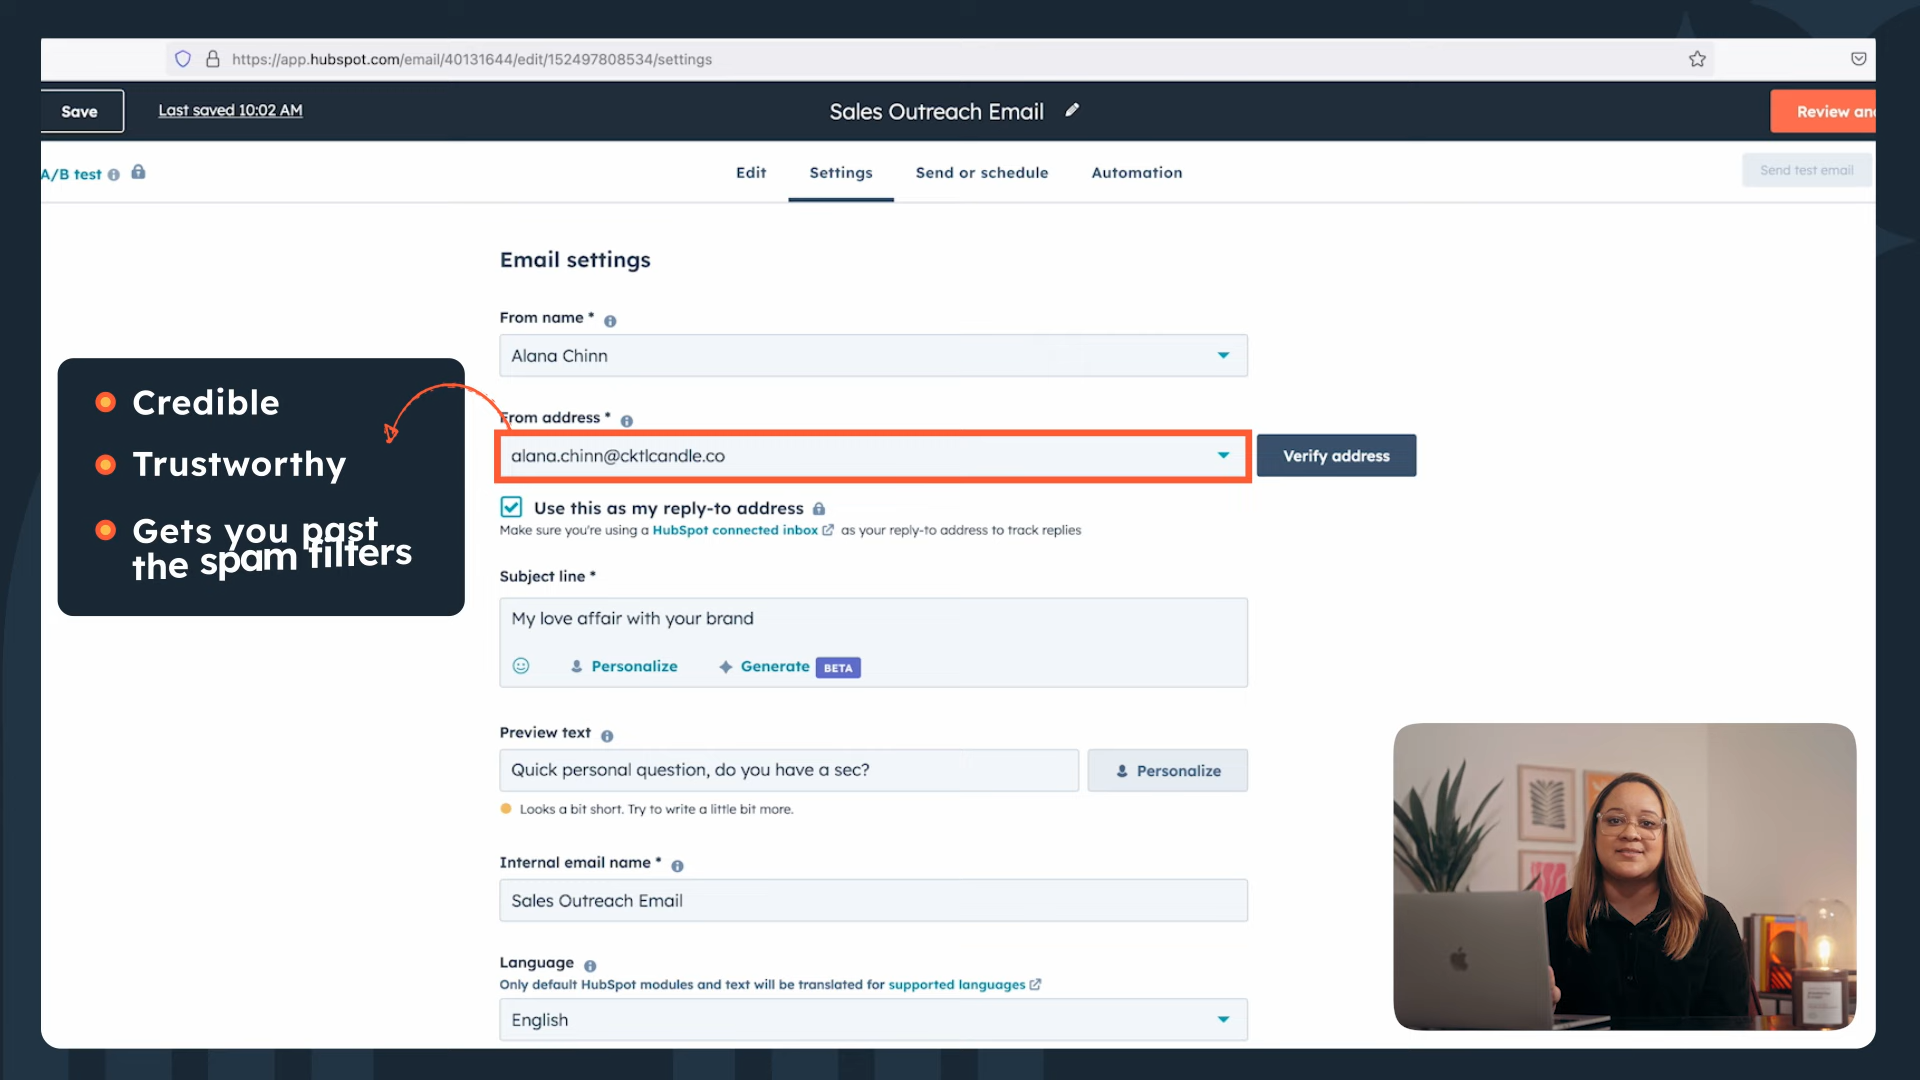 https://app.hubspot.com/email/40131644/edit/152497808534/settings
Save
Last saved 10:02 AM
Sales Outreach Email
Review an
A/B test
Edit
Settings
Send or schedule
Automation
Send test email
Email settings
From name *
Alana Chinn
From address *
alana.chinn@cktlcandle.co
Verify address
Use this as my reply-to address
Make sure you're using a HubSpot connected inbox as your reply-to address to track replies
Subject line *
My love affair with your brand
Personalize
Generate BETA
Preview text
Quick personal question, do you have a sec?
Personalize
Looks a bit short. Try to write a little bit more.
Internal email name *
Sales Outreach Email
Language
Only default HubSpot modules and text will be translated for supported languages
English
Credible
Trustworthy
Gets you past
the spam filters